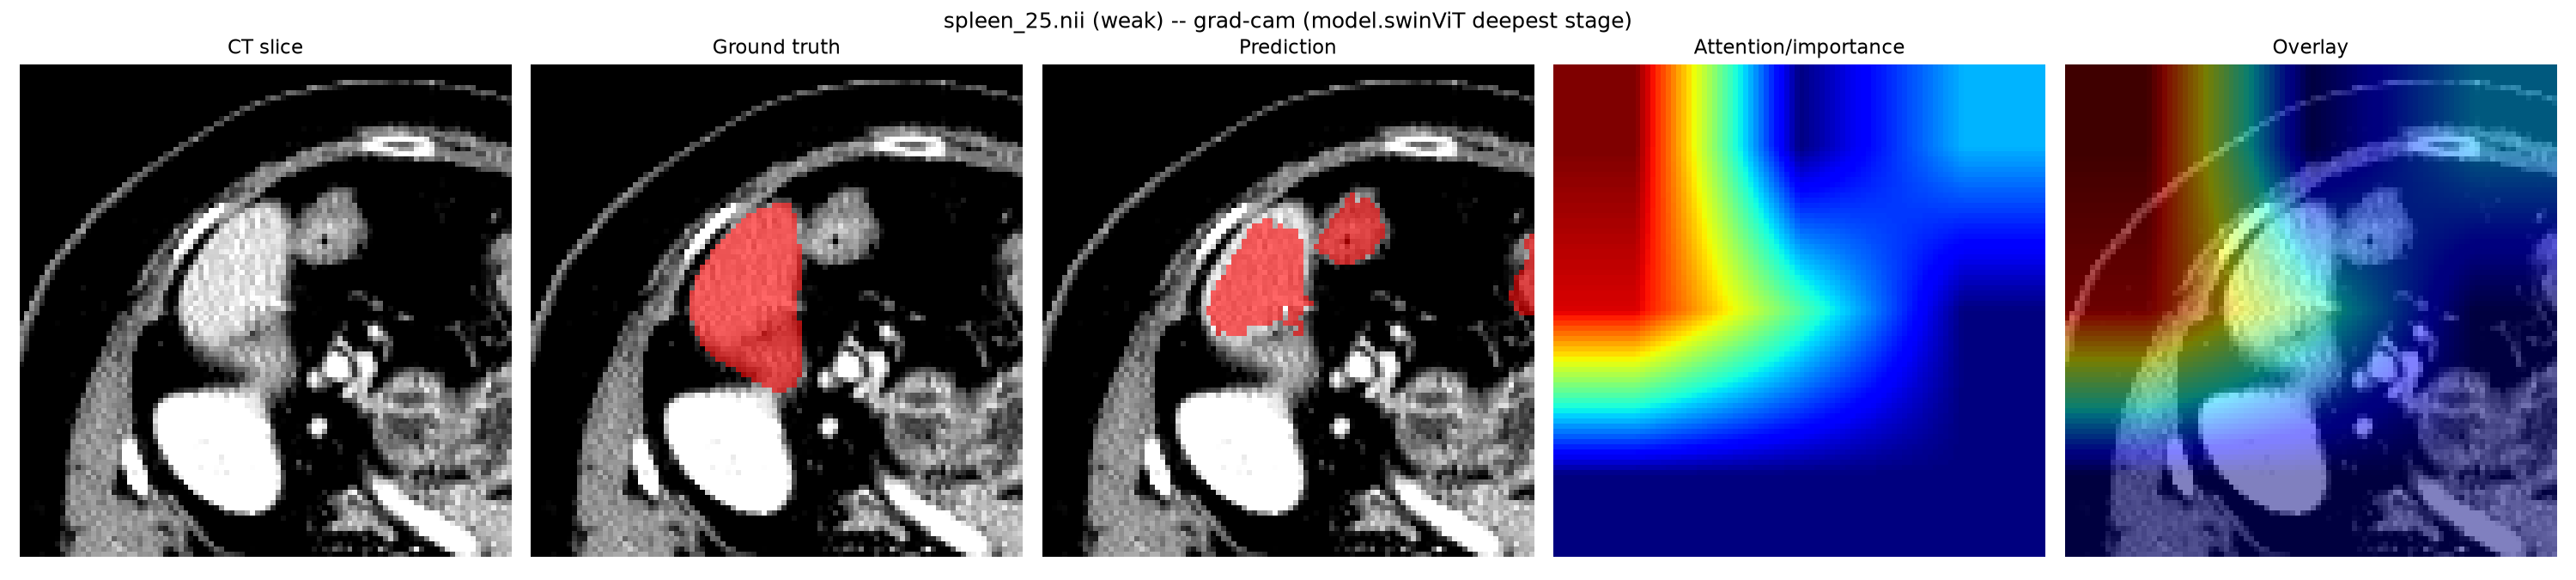 spleen_25.nii (weak) -- grad-cam (model.swinViT deepest stage)
CT slice
Ground truth
Prediction
Attention/importance
Overlay